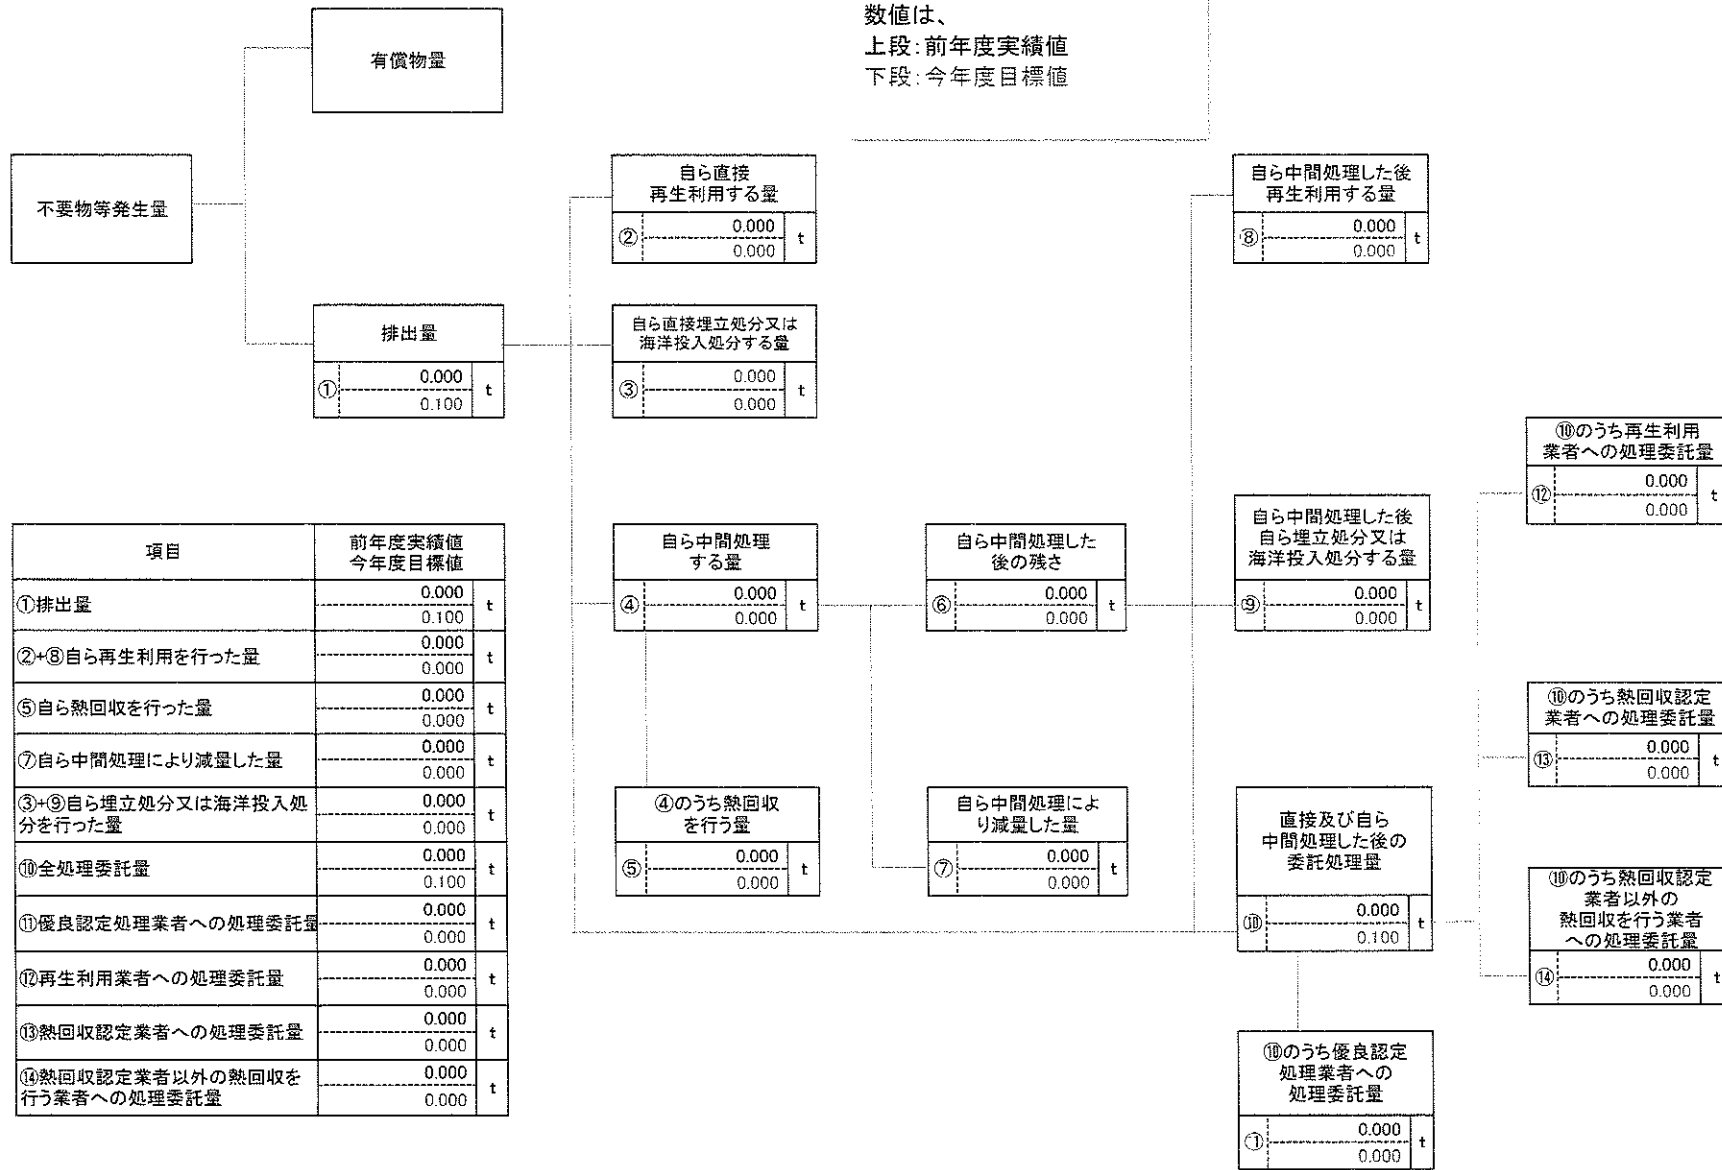 数値は、
上段:前年度実績値
下段:今年度目標値
有償物量
不要物等発生量
排出量
① 0.000 t
0.100
自ら直接
再生利用する量
② 0.000 t
0.000
自ら直接埋立処分又は
海洋投入処分する量
③ 0.000 t
0.000
自ら中間処理
する量
④ 0.000 t
0.000
④のうち熱回収
を行う量
⑤ 0.000 t
0.000
自ら中間処理した
後の残さ
⑥ 0.000 t
0.000
自ら中間処理によ
り減量した量
⑦ 0.000 t
0.000
自ら中間処理した後
再生利用する量
⑧ 0.000 t
0.000
自ら中間処理した後
自ら埋立処分又は
海洋投入処分する量
⑨ 0.000 t
0.000
直接及び自ら
中間処理した後の
委託処理量
⑩ 0.000 t
0.100
⑩のうち優良認定
処理業者への
処理委託量
① 0.000 t
0.000
⑩のうち再生利用
業者への処理委託量
⑫ 0.000 t
0.000
⑩のうち熱回収認定
業者への処理委託量
⑬ 0.000 t
0.000
⑩のうち熱回収認定
業者以外の
熱回収を行う業者
への処理委託量
⑭ 0.000 t
0.000
項目 前年度実績値
今年度目標値
①排出量 0.000 t
0.100
②+⑧自ら再生利用を行った量 0.000 t
0.000
⑤自ら熱回収を行った量 0.000 t
0.000
⑦自ら中間処理により減量した量 0.000 t
0.000
③+⑨自ら埋立処分又は海洋投入処 0.000 t
分を行った量 0.000
⑩全処理委託量 0.000 t
0.100
⑪優良認定処理業者への処理委託量 0.000 t
0.000
⑫再生利用業者への処理委託量 0.000 t
0.000
⑬熱回収認定業者への処理委託量 0.000 t
0.000
⑭熱回収認定業者以外の熱回収を 0.000 t
行う業者への処理委託量 0.000